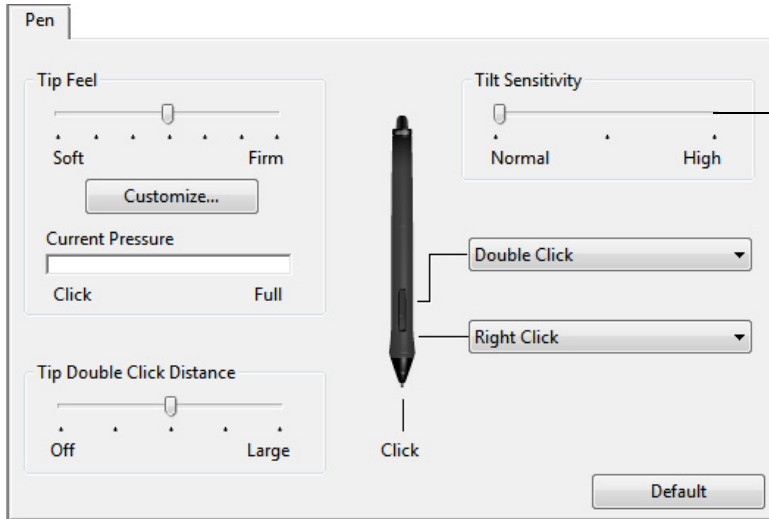 Pen
Tip Feel
Soft Firm
Customize...
Current Pressure
Click Full
Tip Double Click Distance
Off Large
Click
Tilt Sensitivity
Normal High
Double Click
Right Click
Default